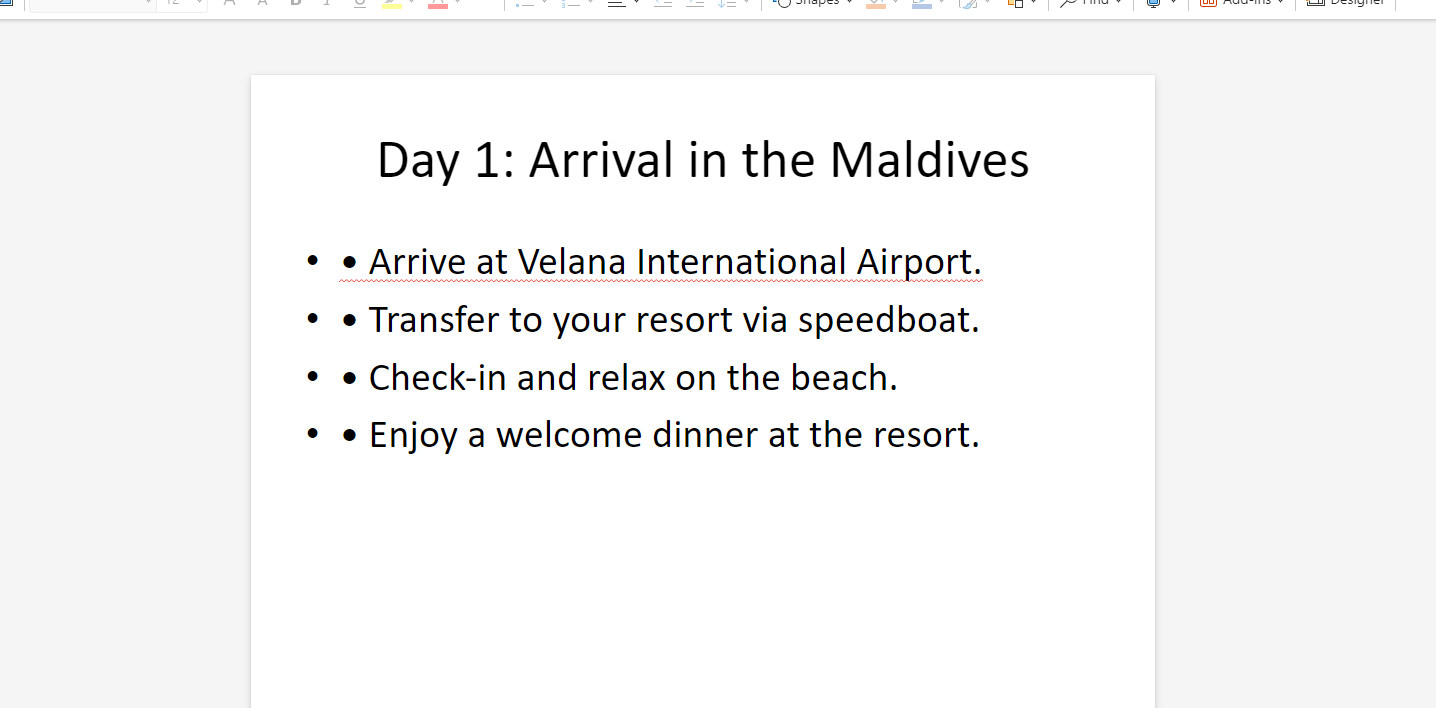 12
Shapes
Find
Add-ins
Designer
Day 1: Arrival in the Maldives
• • Arrive at Velana International Airport.
• • Transfer to your resort via speedboat.
• • Check-in and relax on the beach.
• • Enjoy a welcome dinner at the resort.